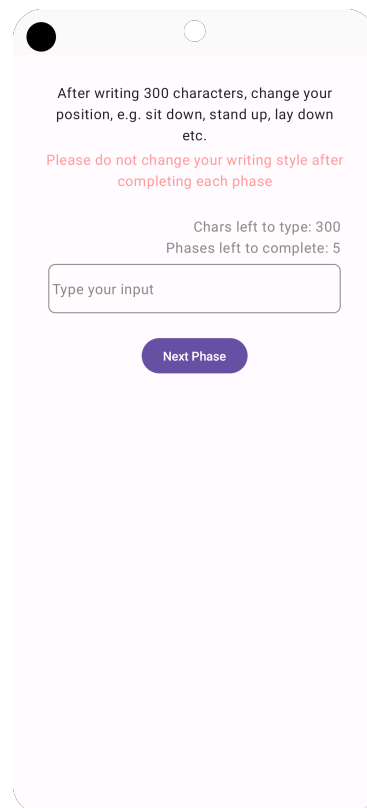 After writing 300 characters, change your
position, e.g. sit down, stand up, lay down
etc.
Please do not change your writing style after
completing each phase
Chars left to type: 300
Phases left to complete: 5
Type your input
Next Phase